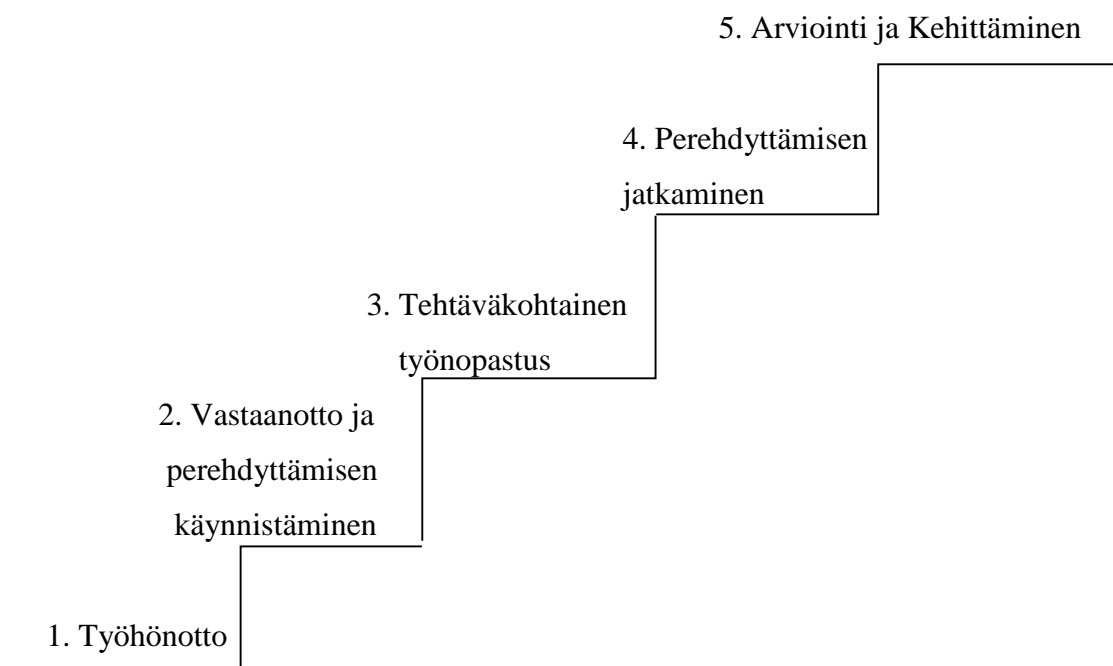 5. Arviointi ja Kehittäminen
4. Perehdyttämisen
jatkaminen
3. Tehtäväkohtainen
työnopastus
2. Vastaanotto ja
perehdyttämisen
käynnistäminen
1. Työhönotto